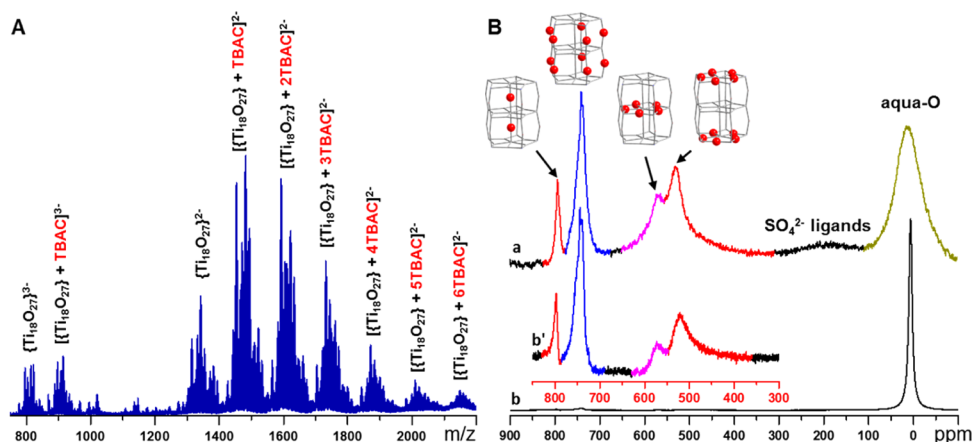 A
{Ti₁₈O₂₇}³⁻
[{Ti₁₈O₂₇} + TBAC]³⁻
{Ti₁₈O₂₇}²⁻
[{Ti₁₈O₂₇} + TBAC]²⁻
[{Ti₁₈O₂₇} + 2TBAC]²⁻
[{Ti₁₈O₂₇} + 3TBAC]²⁻
[{Ti₁₈O₂₇} + 4TBAC]²⁻
[{Ti₁₈O₂₇} + 5TBAC]²⁻
[{Ti₁₈O₂₇} + 6TBAC]²⁻
800 1200 1400 1600 1800 2000 m/z
B
aqua-O
SO₄²⁻ ligands
a
b'
800 700 600 500 400 300
b
900 800 700 600 500 400 300 200 100 0 ppm